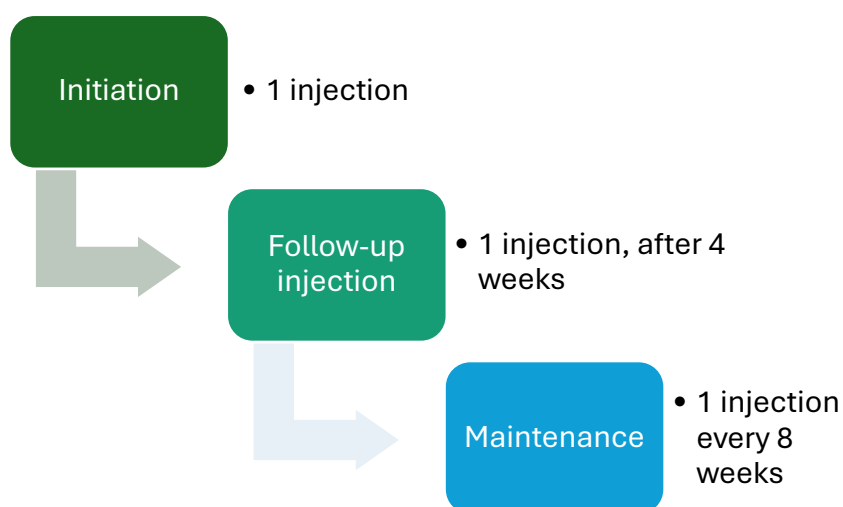 Initiation
• 1 injection
Follow-up
injection
• 1 injection, after 4
weeks
Maintenance
• 1 injection
every 8
weeks